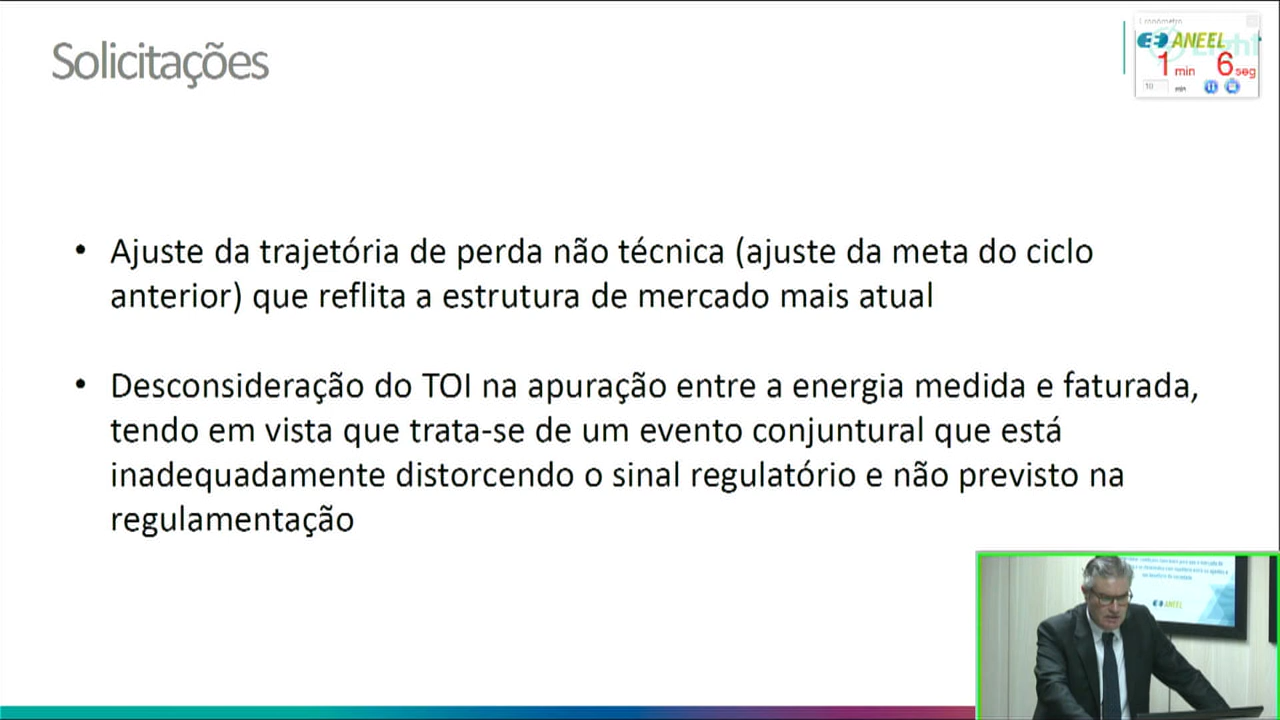 Solicitações
ANEEL
1 min 6 seg
10 min
• Ajuste da trajetória de perda não técnica (ajuste da meta do ciclo
anterior) que reflita a estrutura de mercado mais atual
• Desconsideração do TOI na apuração entre a energia medida e faturada,
tendo em vista que trata-se de um evento conjuntural que está
inadequadamente distorcendo o sinal regulatório e não previsto na
regulamentação
ANEEL